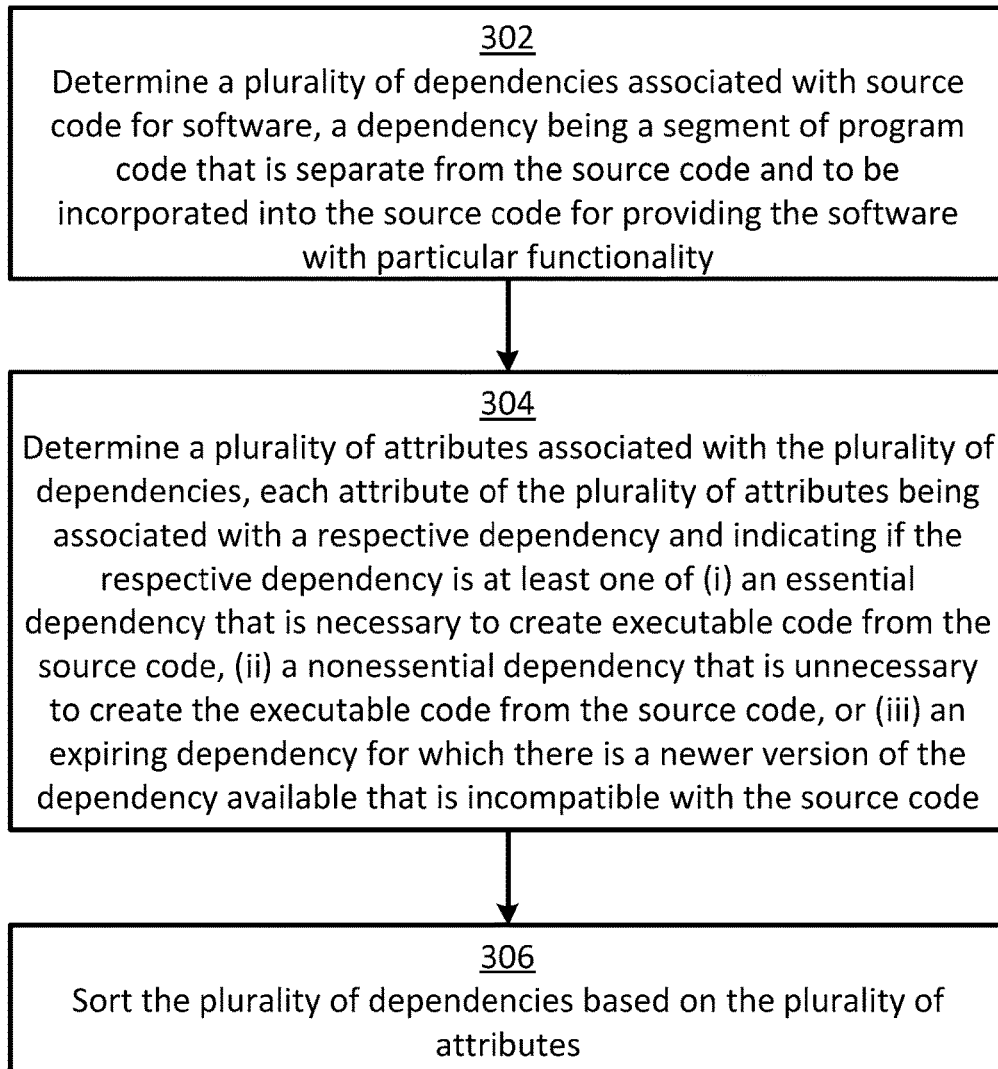 302
Determine a plurality of dependencies associated with source
code for software, a dependency being a segment of program
code that is separate from the source code and to be
incorporated into the source code for providing the software
with particular functionality
304
Determine a plurality of attributes associated with the plurality of
dependencies, each attribute of the plurality of attributes being
associated with a respective dependency and indicating if the
respective dependency is at least one of (i) an essential
dependency that is necessary to create executable code from the
source code, (ii) a nonessential dependency that is unnecessary
to create the executable code from the source code, or (iii) an
expiring dependency for which there is a newer version of the
dependency available that is incompatible with the source code
306
Sort the plurality of dependencies based on the plurality of
attributes